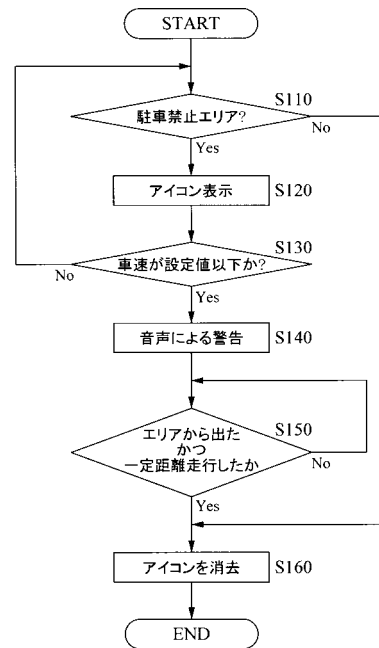 START
S110
駐車禁止エリア?
No
Yes
アイコン表示
S120
S130
車速が設定値以下か?
No
Yes
音声による警告
S140
S150
エリアから出た
かつ
一定距離走行したか
No
Yes
アイコンを消去
S160
END